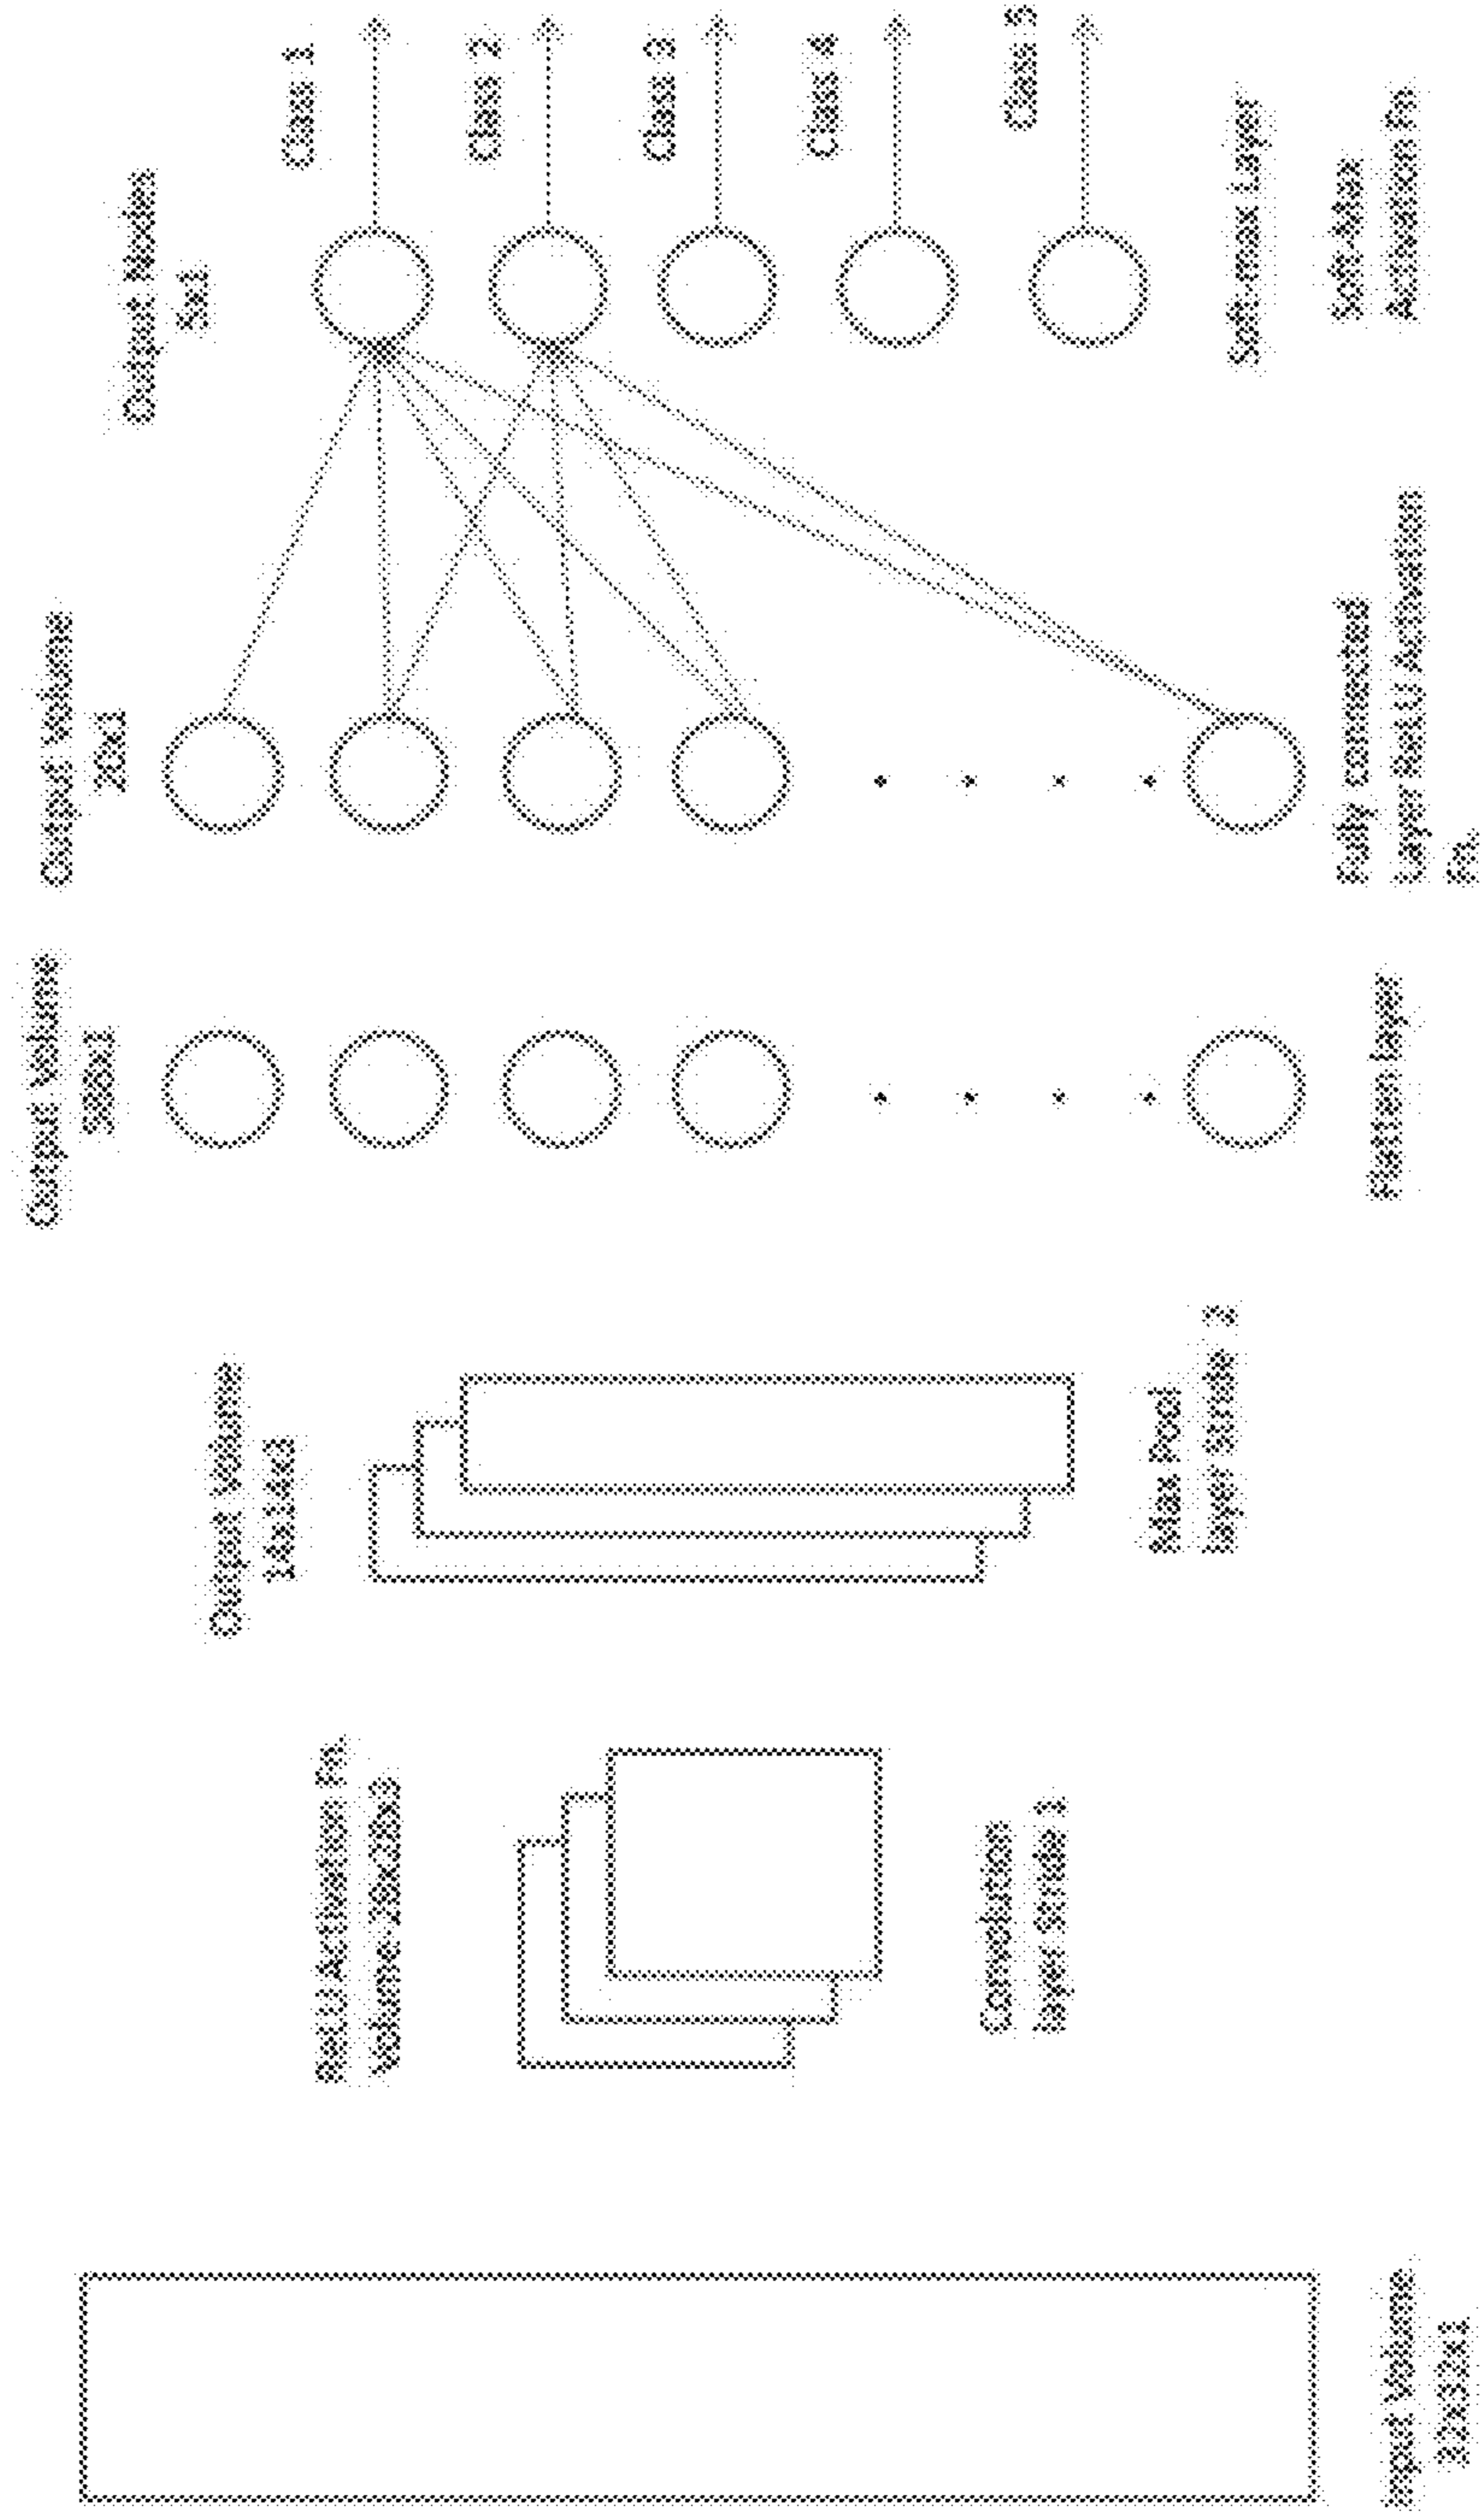 Input Volume
32x32x1
ReLU Activation Fn.
Volume-28x28x3
Convolution
layer Stride 1
Output Volume
14x14x3
Max Pool
layer Stride 2
Output Volume
588x1
Flatten layer
Output Volume
20x1
Fully connected
Layer ReLU Activation
Fn.
Output Nodes
5x1
Class 1
Class 2
Class 3
Class 4
Class 5
Soft-max Layer
Soft-Max
Activation Fn